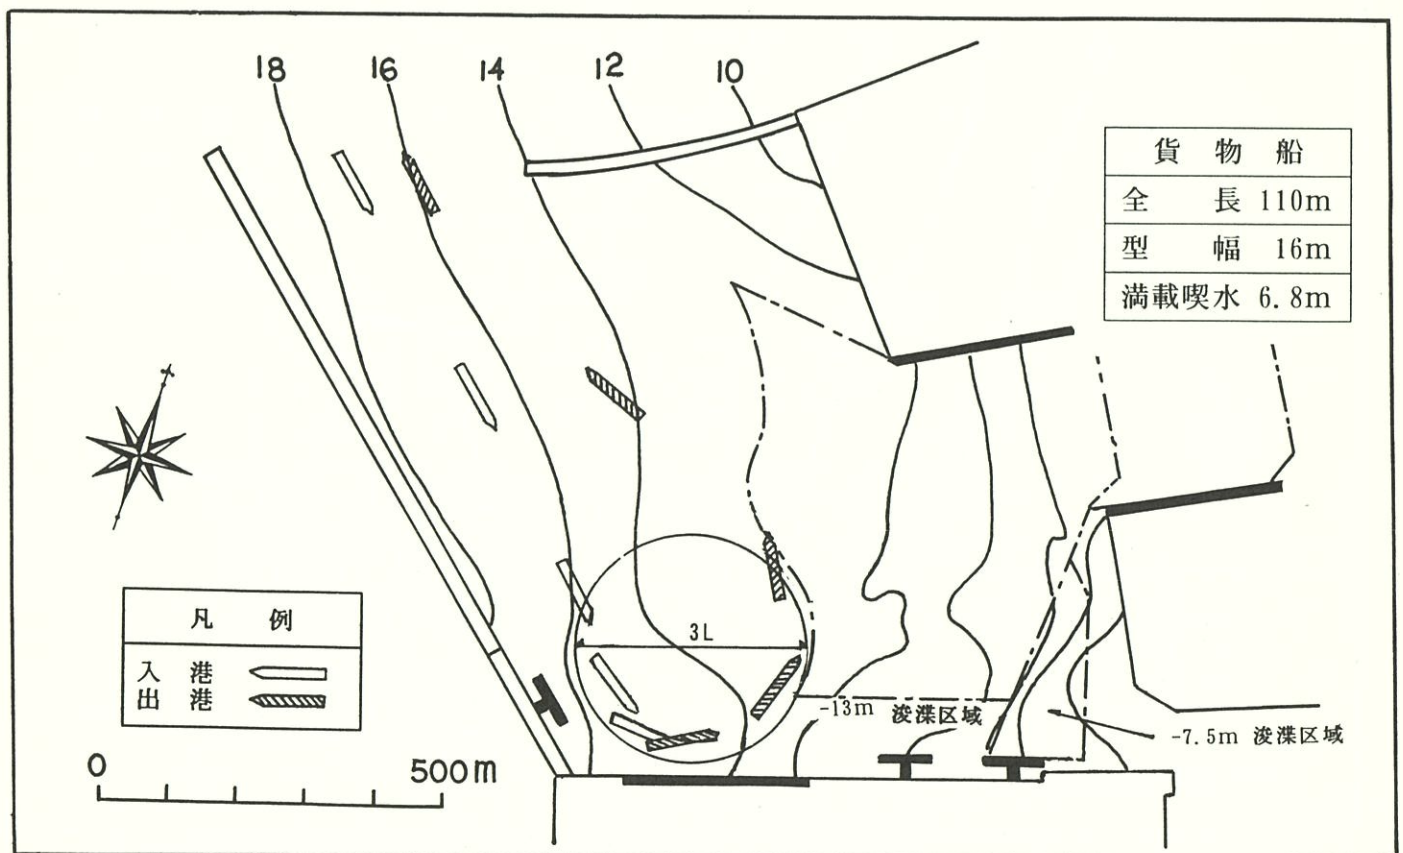 18 16 14 12 10
貨物船
全長 110m
型幅 16m
満載喫水 6.8m
凡例
入港
出港
3L
-13m 浚渫区域
-7.5m 浚渫区域
0 500m